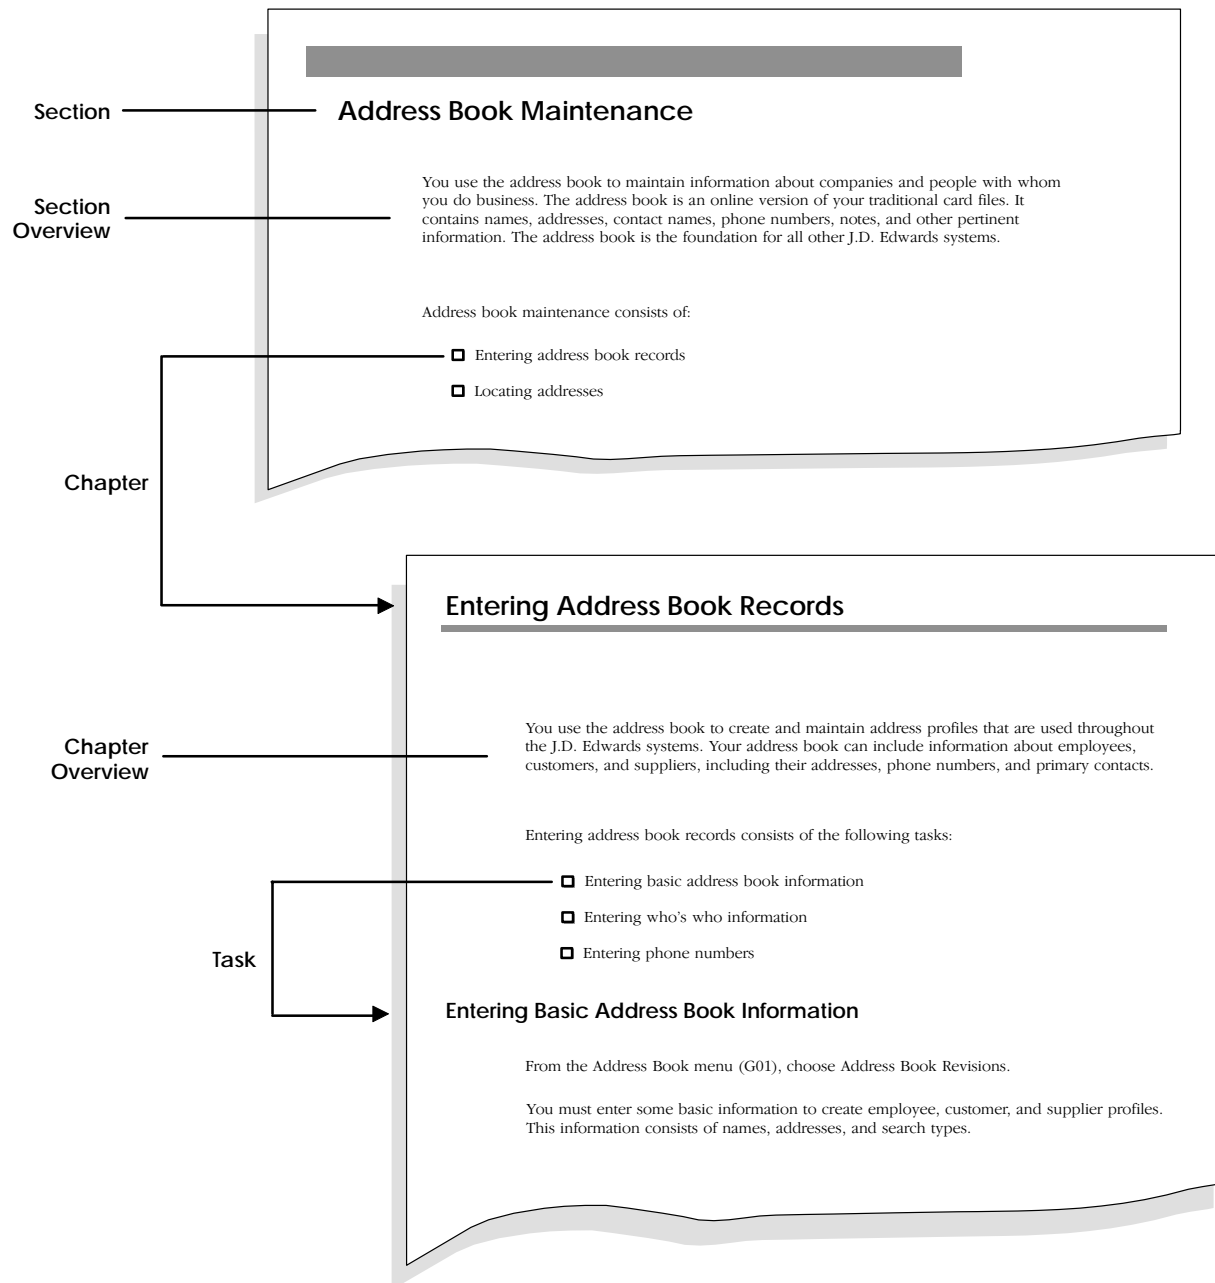 Section
Address Book Maintenance
Section
Overview
You use the address book to maintain information about companies and people with whom
you do business. The address book is an online version of your traditional card files. It
contains names, addresses, contact names, phone numbers, notes, and other pertinent
information. The address book is the foundation for all other J.D. Edwards systems.
Address book maintenance consists of:
Entering address book records
Locating addresses
Chapter
Entering Address Book Records
Chapter
Overview
You use the address book to create and maintain address profiles that are used throughout
the J.D. Edwards systems. Your address book can include information about employees,
customers, and suppliers, including their addresses, phone numbers, and primary contacts.
Entering address book records consists of the following tasks:
Entering basic address book information
Entering who's who information
Entering phone numbers
Task
Entering Basic Address Book Information
From the Address Book menu (G01), choose Address Book Revisions.
You must enter some basic information to create employee, customer, and supplier profiles.
This information consists of names, addresses, and search types.